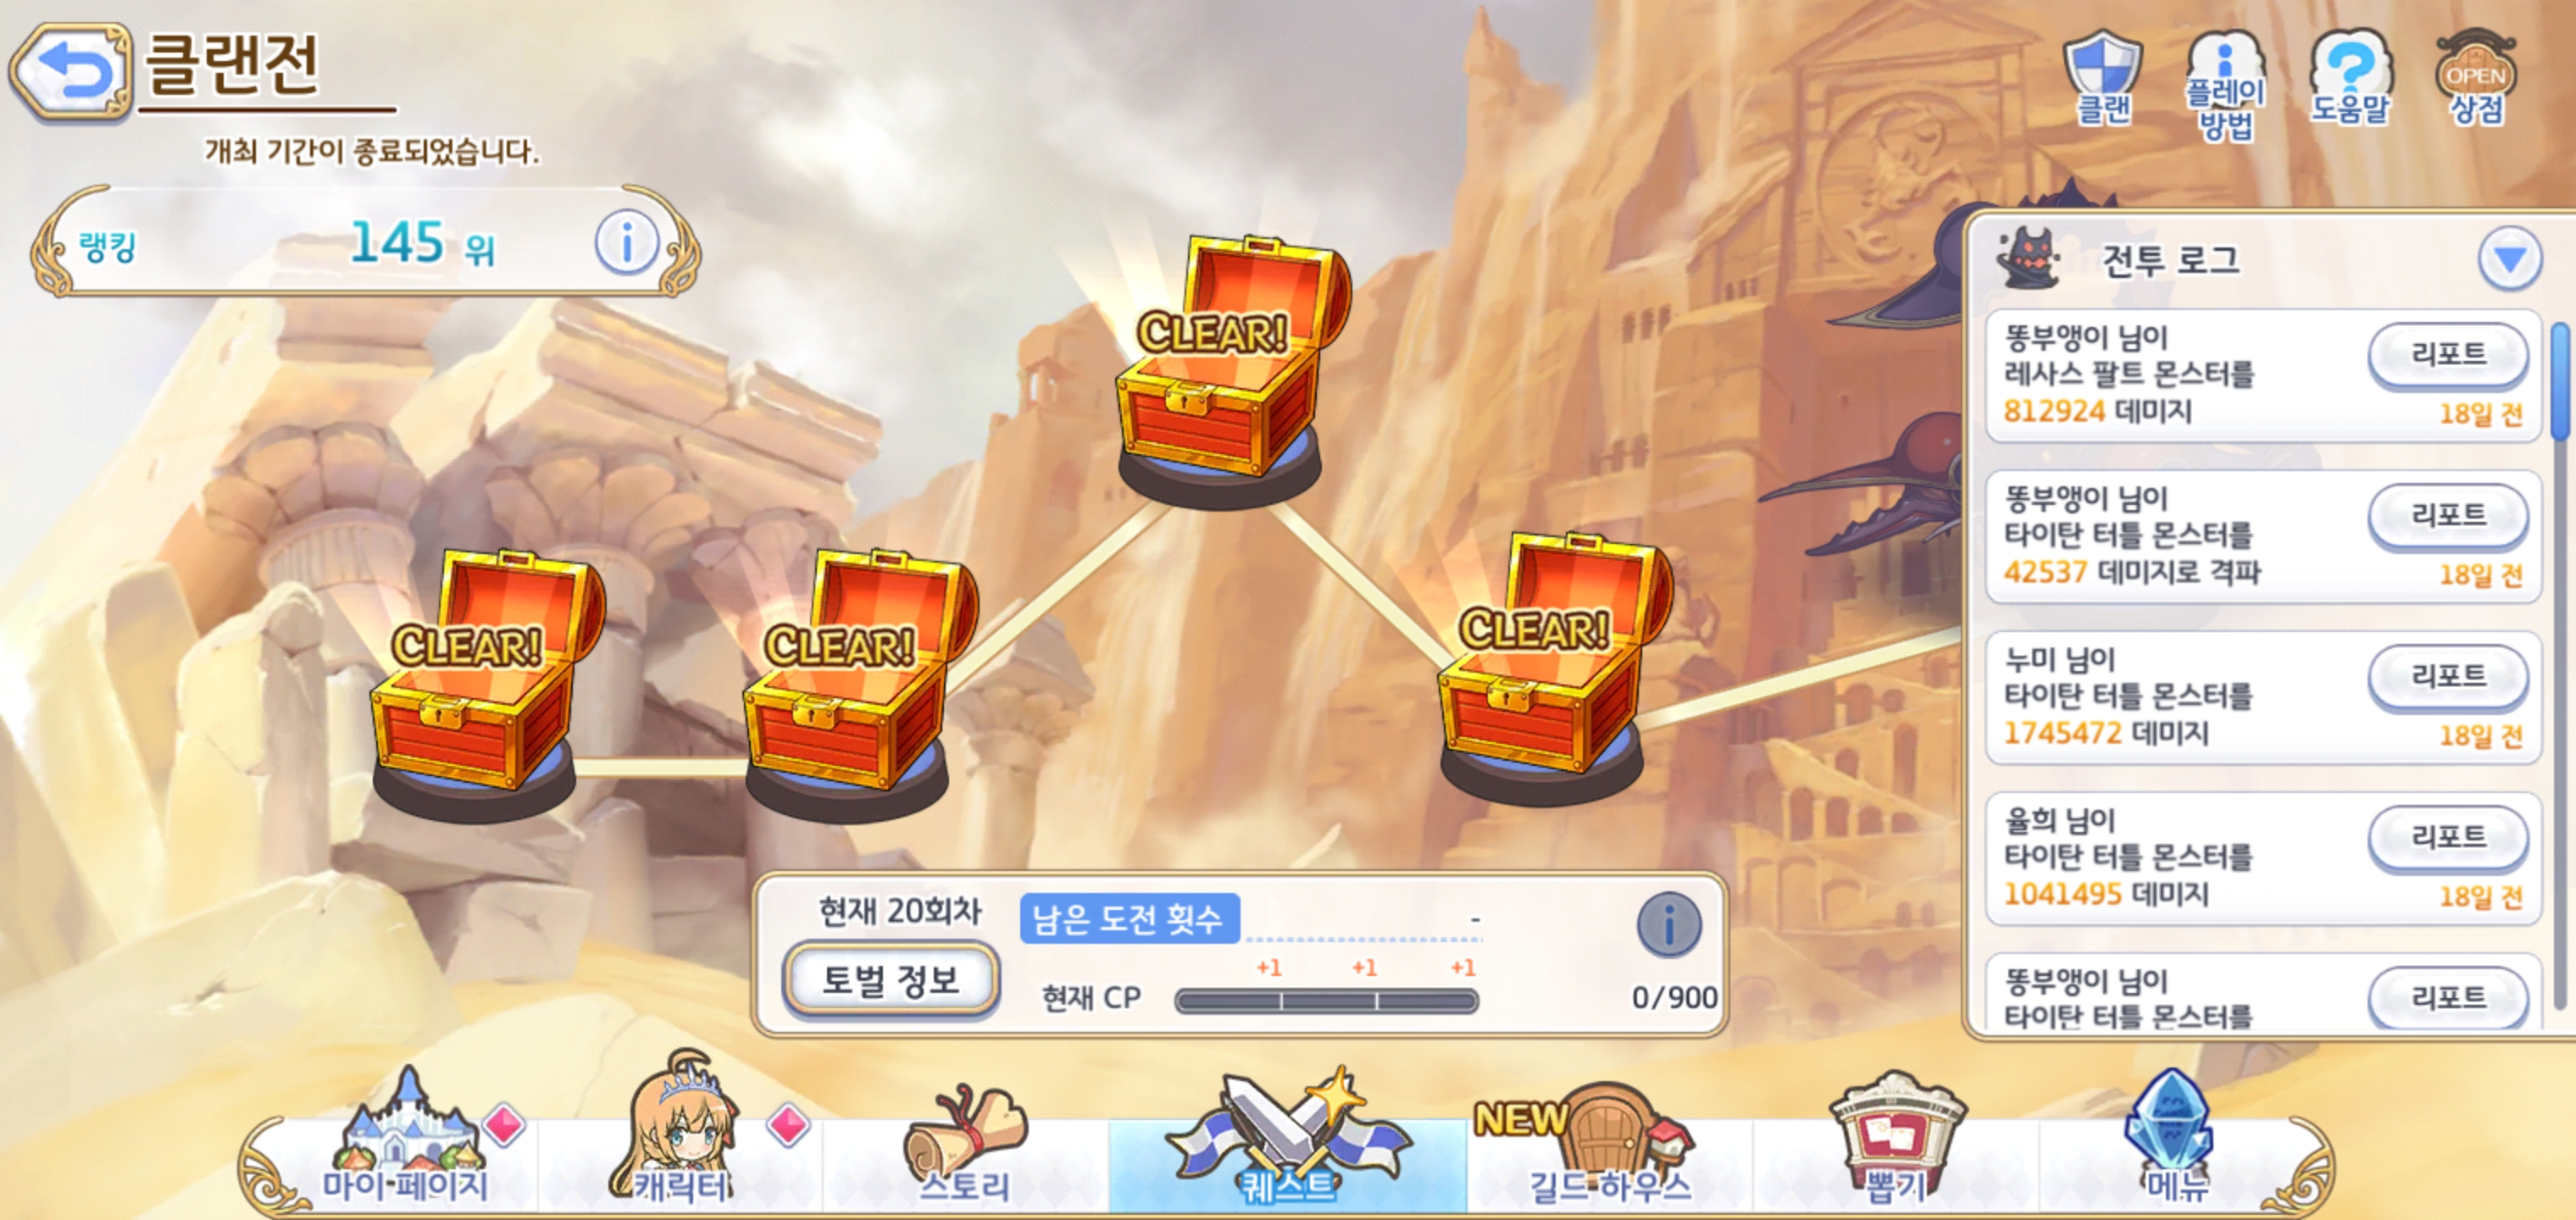 클랜전
개최 기간이 종료되었습니다.
랭킹 145 위
클랜
플레이
방법
도움말
OPEN
상점
CLEAR!
CLEAR!
CLEAR!
CLEAR!
전투 로그
똥부앵이 님이
레사스 팔트 몬스터를
812924 데미지
리포트
18일 전
똥부앵이 님이
타이탄 터틀 몬스터를
42537 데미지로 격파
리포트
18일 전
누미 님이
타이탄 터틀 몬스터를
1745472 데미지
리포트
18일 전
율희 님이
타이탄 터틀 몬스터를
1041495 데미지
리포트
18일 전
똥부앵이 님이
타이탄 터틀 몬스터를
리포트
현재 20회차
토벌 정보
남은 도전 횟수 -
+1 +1 +1
현재 CP
0/900
마이 페이지
캐릭터
스토리
퀘스트
NEW
길드 하우스
뽑기
메뉴